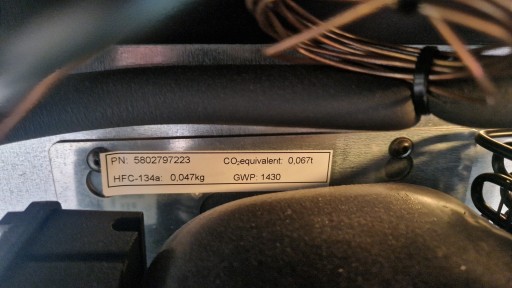 PN: 5802797223 CO₂equivalent: 0,067t
HFC-134a: 0,047kg GWP: 1430